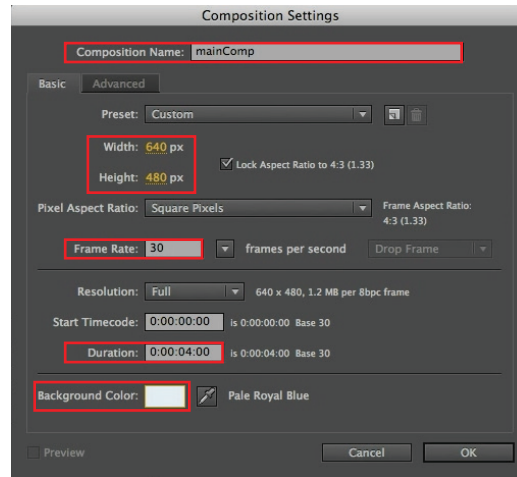 Composition Settings
Composition Name: mainComp
Basic Advanced
Preset: Custom
Width: 640 px
Lock Aspect Ratio to 4:3 (1.33)
Height: 480 px
Pixel Aspect Ratio: Square Pixels Frame Aspect Ratio:
4:3 (1.33)
Frame Rate: 30 frames per second Drop Frame
Resolution: Full 640 x 480, 1.2 MB per 8bpc frame
Start Timecode: 0:00:00:00 is 0:00:00:00 Base 30
Duration: 0:00:04:00 is 0:00:04:00 Base 30
Background Color: Pale Royal Blue
Preview Cancel OK